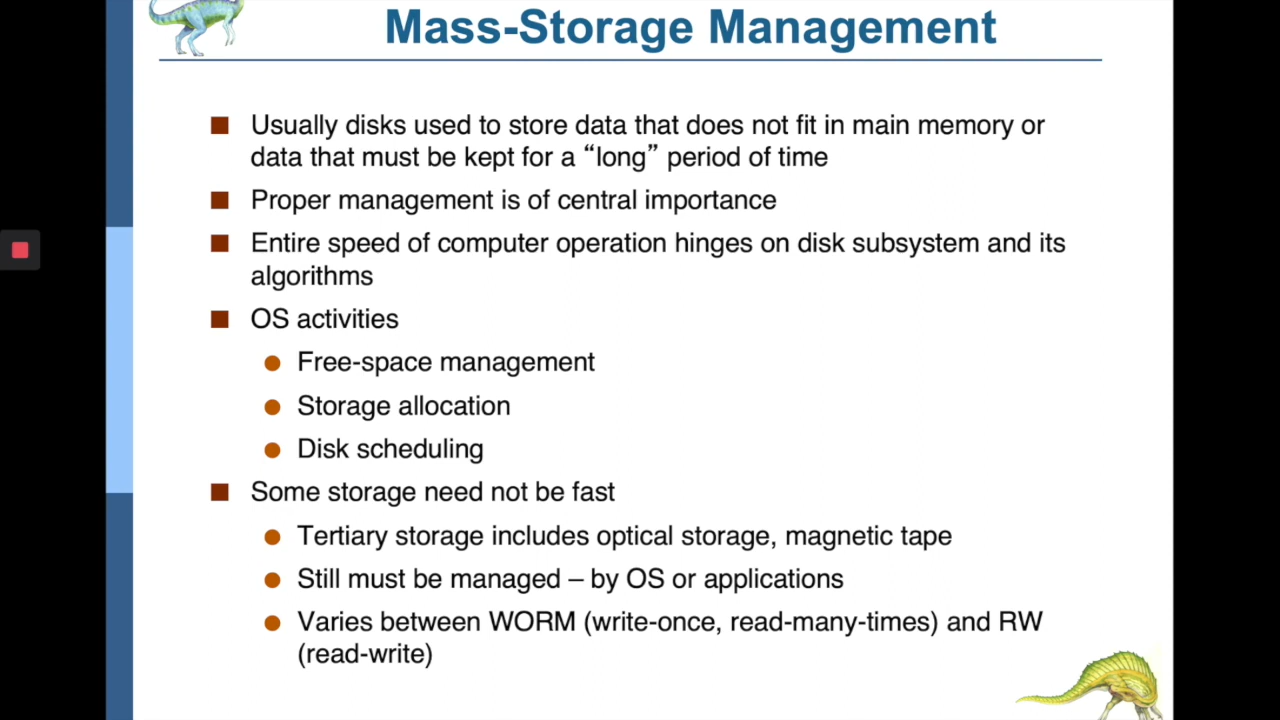 Mass-Storage Management
Usually disks used to store data that does not fit in main memory or
data that must be kept for a “long” period of time
Proper management is of central importance
Entire speed of computer operation hinges on disk subsystem and its
algorithms
OS activities
Free-space management
Storage allocation
Disk scheduling
Some storage need not be fast
Tertiary storage includes optical storage, magnetic tape
Still must be managed – by OS or applications
Varies between WORM (write-once, read-many-times) and RW
(read-write)